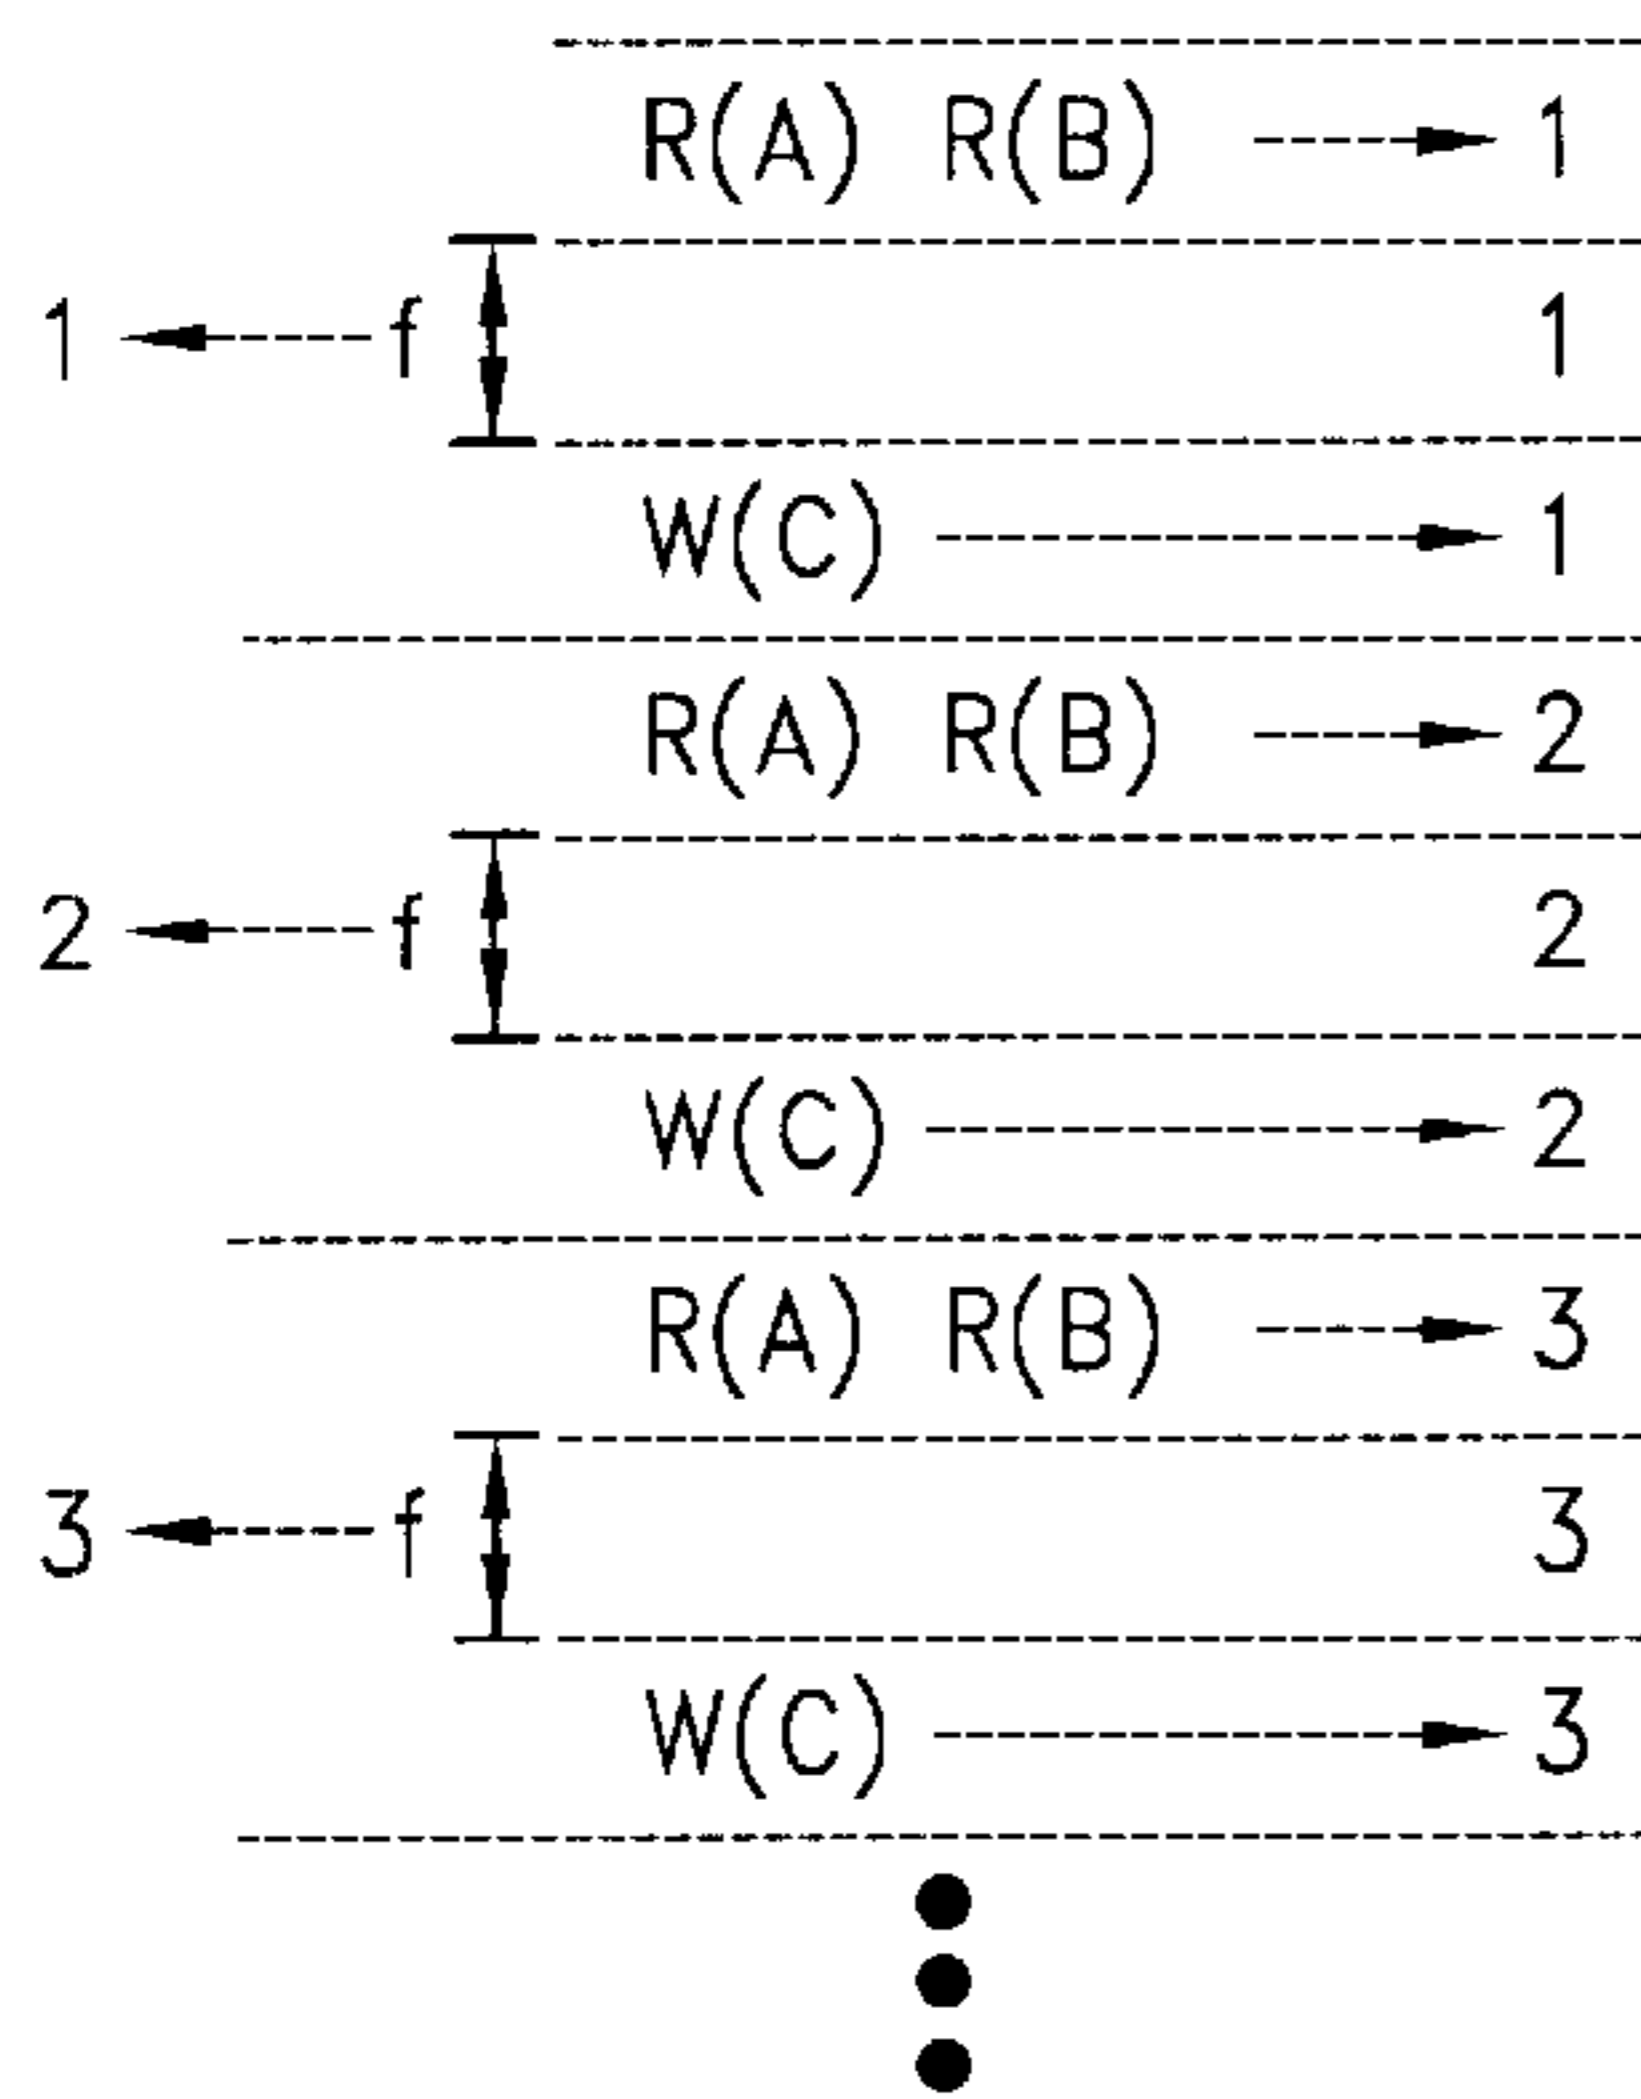 R(A) R(B) 1
1 f 1
W(C) 1
R(A) R(B) 2
2 f 2
W(C) 2
R(A) R(B) 3
3 f 3
W(C) 3